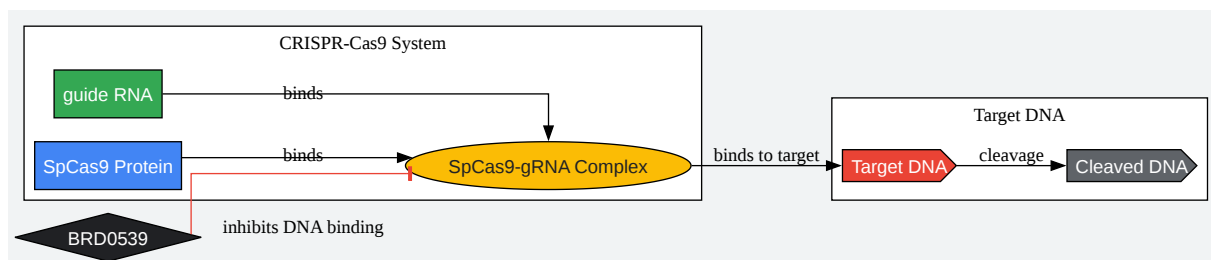 CRISPR-Cas9 System
guide RNA
binds
SpCas9 Protein
binds
SpCas9-gRNA Complex
binds to target
Target DNA
Target DNA
cleavage
Cleaved DNA
BRD0539
inhibits DNA binding